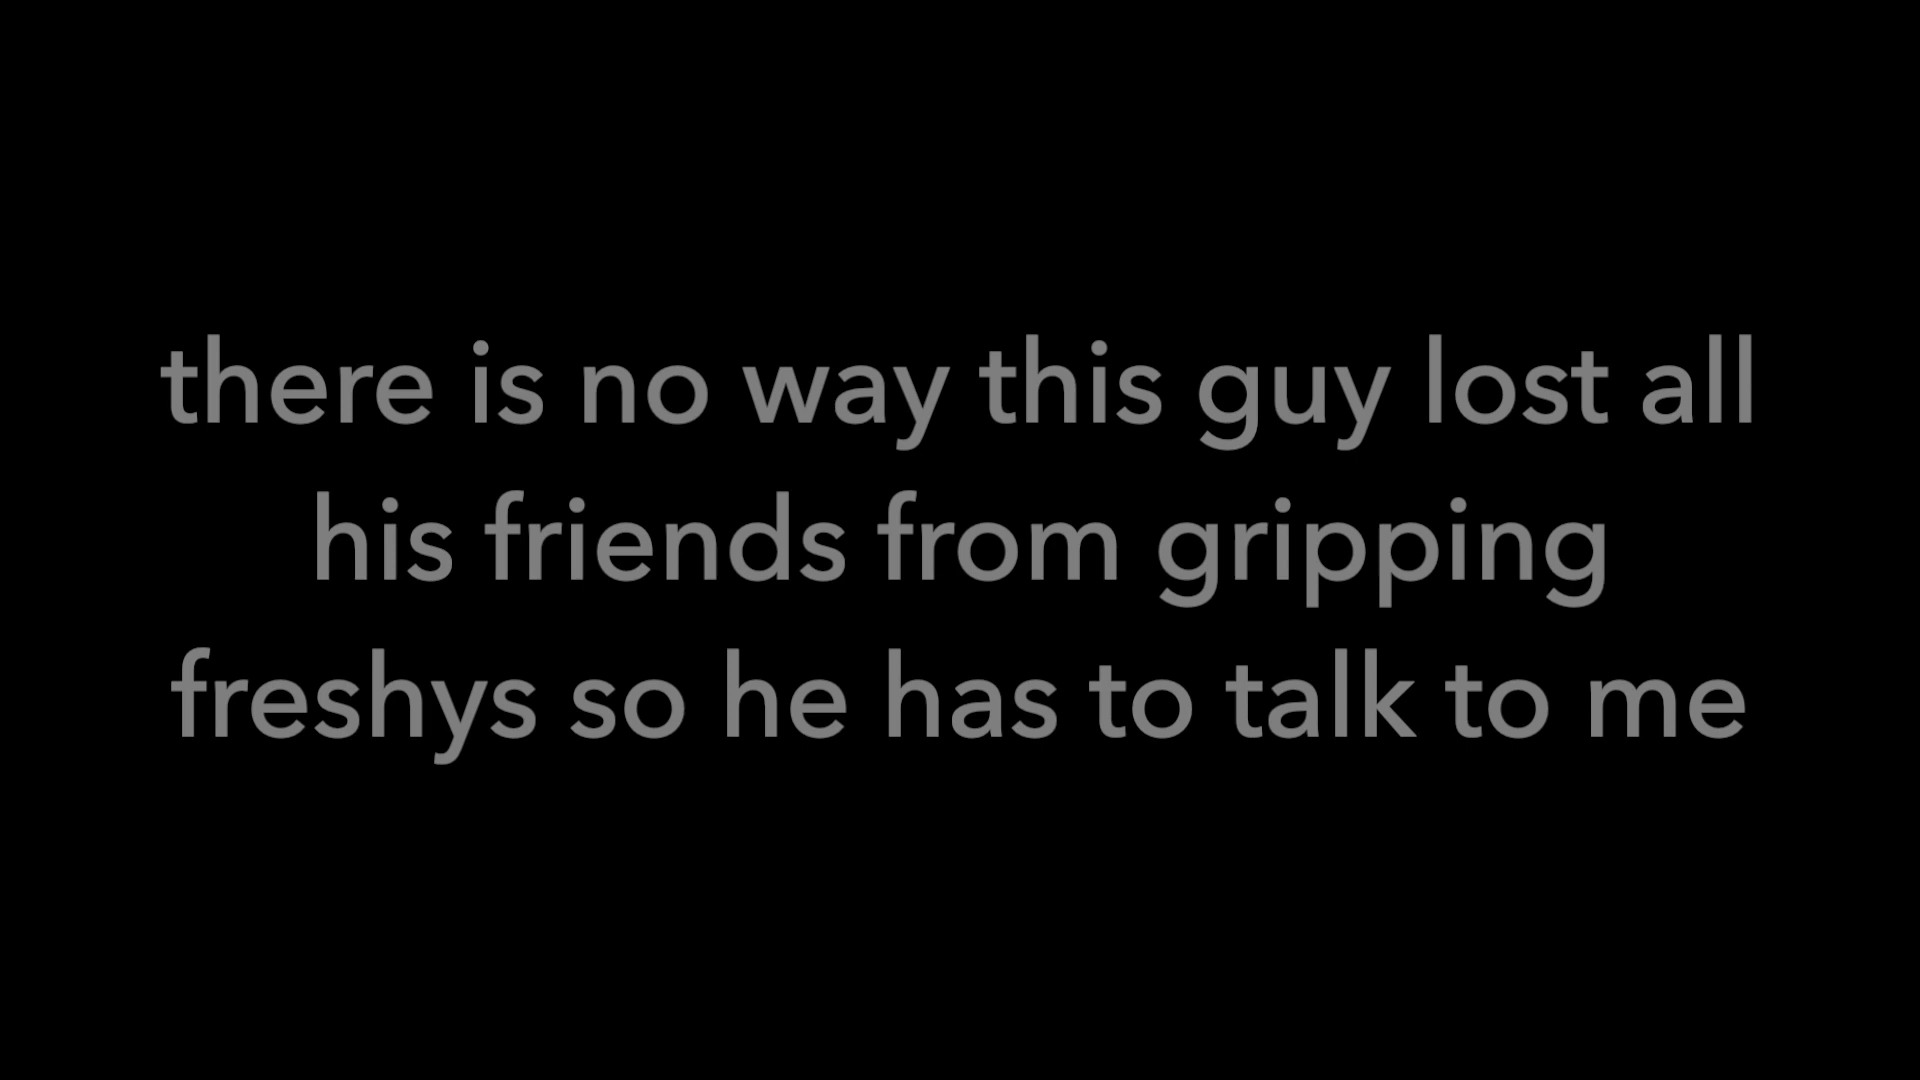 there is no way this guy lost all
his friends from gripping
freshys so he has to talk to me